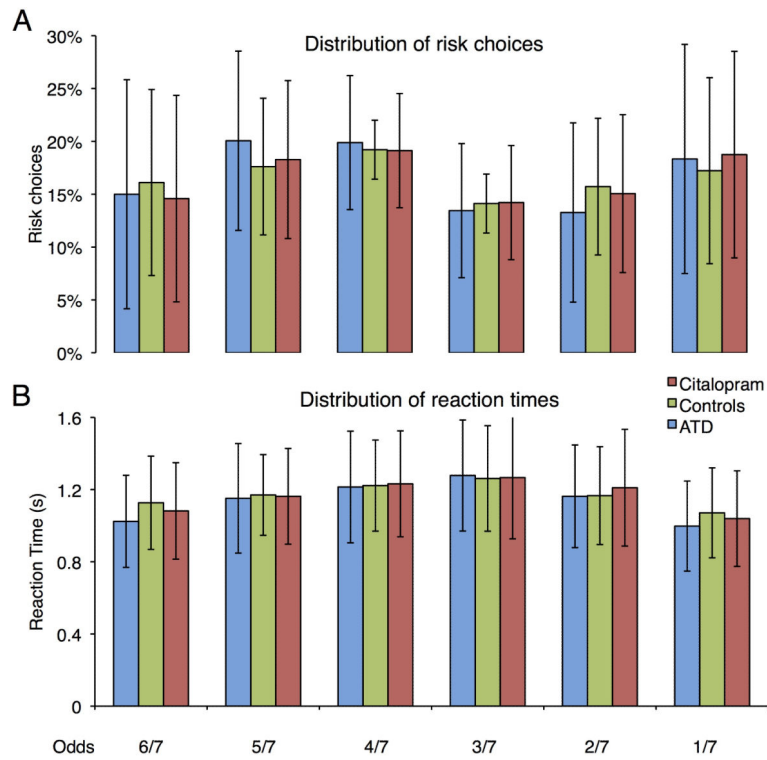 A
Distribution of risk choices
30%
25%
20%
15%
10%
5%
0%
Risk choices
Citalopram
Controls
ATD
B
Distribution of reaction times
1.6
1.2
0.8
0.4
0
Reaction Time (s)
Odds 6/7 5/7 4/7 3/7 2/7 1/7